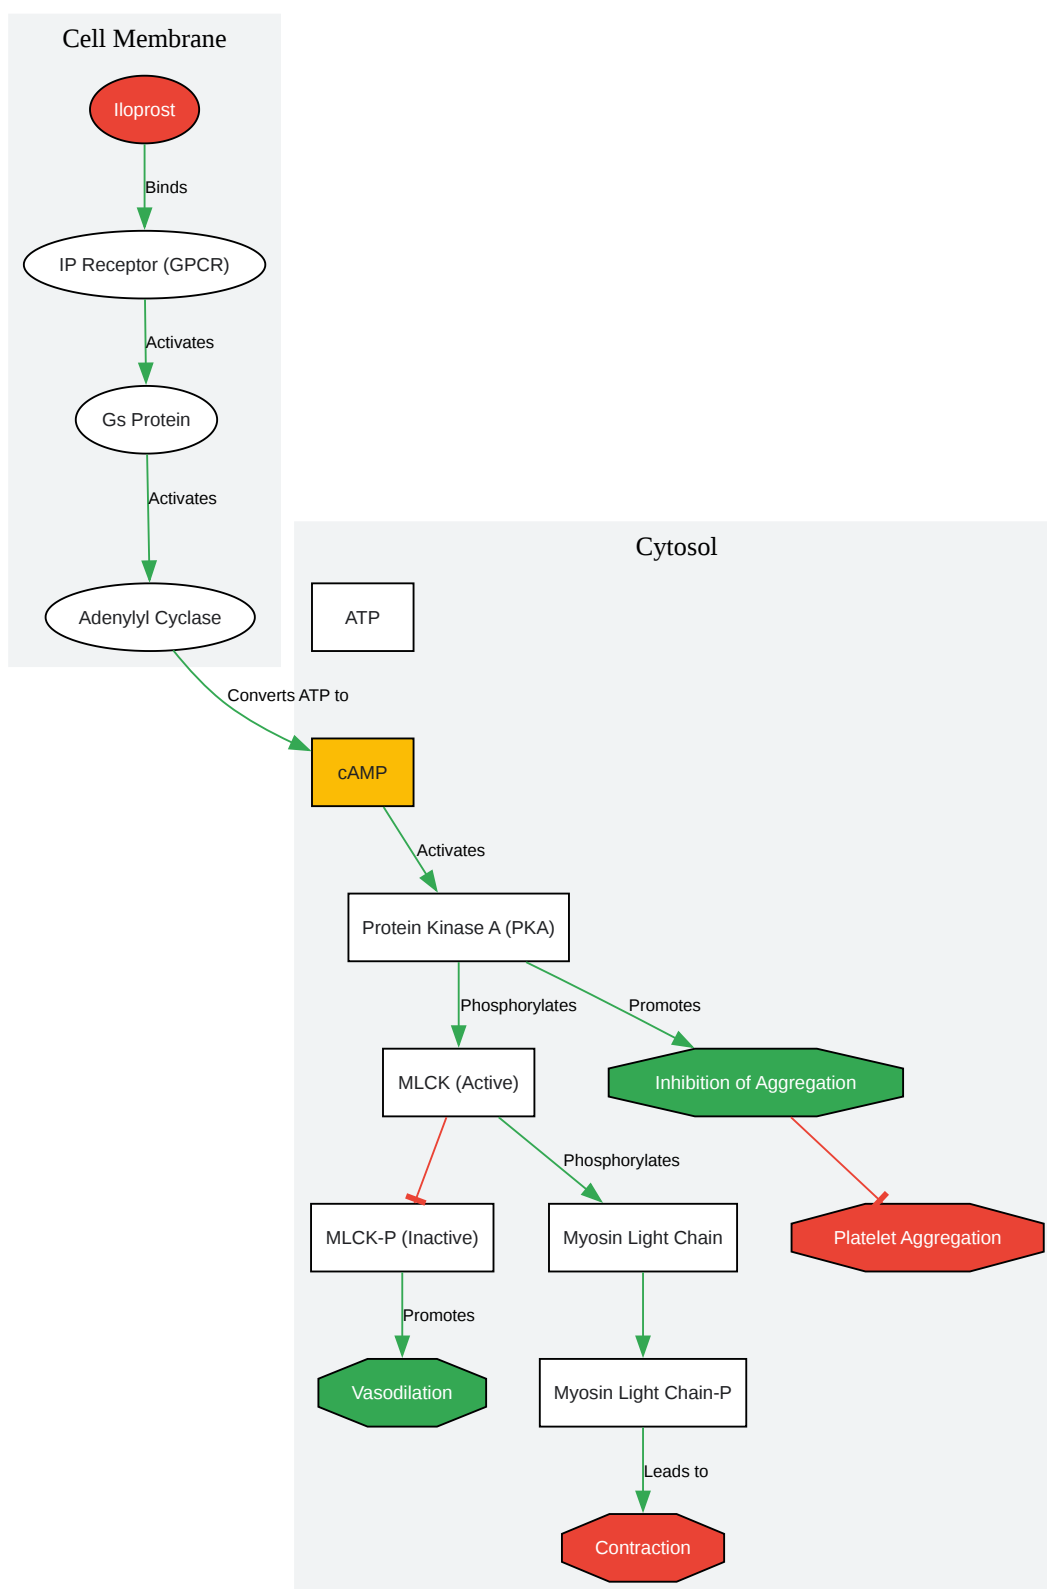 Cell Membrane
Iloprost
Binds
IP Receptor (GPCR)
Activates
Gs Protein
Activates
Adenylyl Cyclase
Cytosol
ATP
Converts ATP to
cAMP
Activates
Protein Kinase A (PKA)
Phosphorylates
Promotes
MLCK (Active)
Inhibition of Aggregation
Phosphorylates
MLCK-P (Inactive)
Myosin Light Chain
Platelet Aggregation
Promotes
Vasodilation
Myosin Light Chain-P
Leads to
Contraction